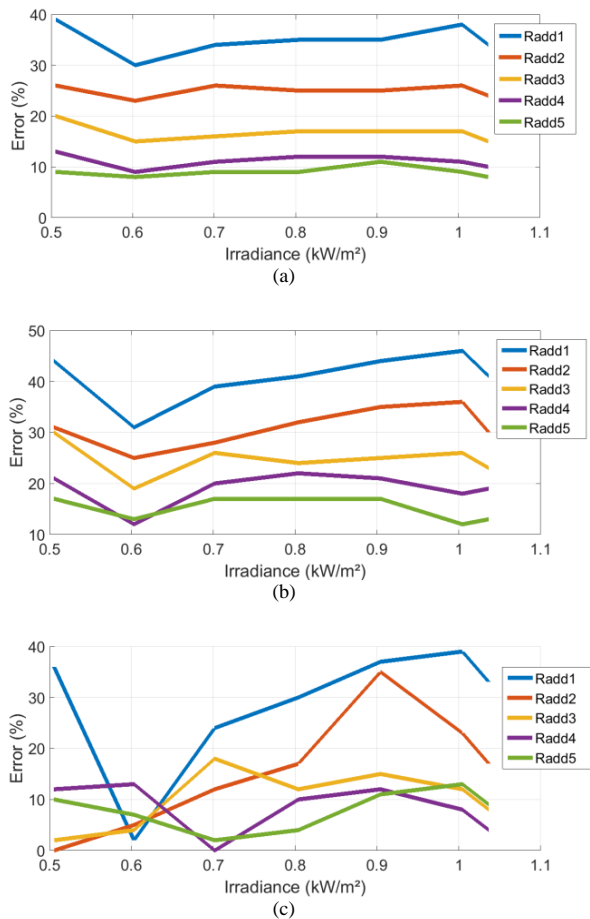 40
30
20
10
0
Error (%)
0.5 0.6 0.7 0.8 0.9 1 1.1
Irradiance (kW/m²)
Radd1
Radd2
Radd3
Radd4
Radd5
(a)
50
40
30
20
10
Error (%)
0.5 0.6 0.7 0.8 0.9 1 1.1
Irradiance (kW/m²)
Radd1
Radd2
Radd3
Radd4
Radd5
(b)
40
30
20
10
0
Error (%)
0.5 0.6 0.7 0.8 0.9 1 1.1
Irradiance (kW/m²)
Radd1
Radd2
Radd3
Radd4
Radd5
(c)